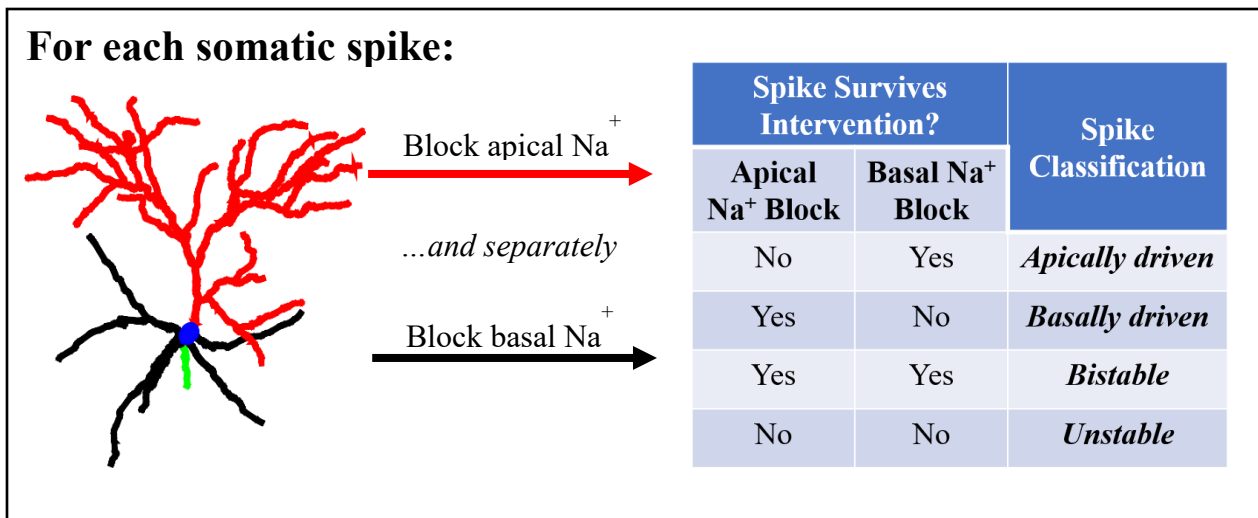 For each somatic spike:
Block apical Na+
...and separately
Block basal Na+
Spike Survives
Intervention?
Spike
Classification
Apical
Na+ Block
Basal Na+
Block
No Yes Apically driven
Yes No Basally driven
Yes Yes Bistable
No No Unstable